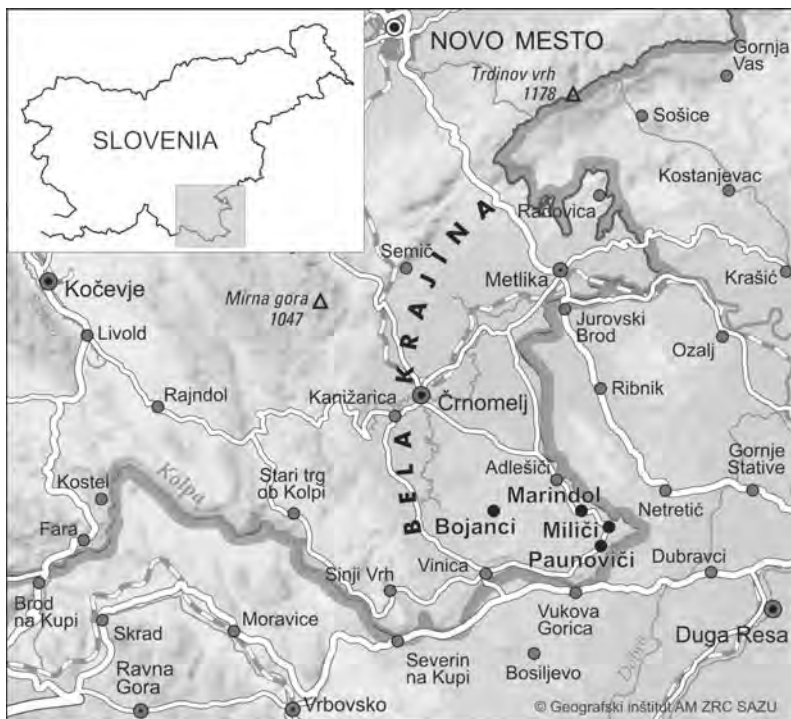 SLOVENIA
NOVO MESTO
Gornja
Vas
Trdinov vrh
1178
Sošice
Kostanjevac
Radovica
BELA KRAJINA
Semič
Metlika
Krašić
Kočevje
Mirna gora
1047
Jurovski
Brod
Livold
Ozalj
Ribnik
Rajndol
Kanižarica
Črnomelj
Kostel
Kolpa
Stari trg
ob Kolpi
Adlešiči
Gornje
Stative
Marindol
Bojanci
Miliči
Netretić
Fara
Paunoviči
Dubravci
Sinji Vrh
Vinica
Brod
na Kupi
Skrad
Moravice
Vukova
Gorica
Duga Resa
Severin
na Kupi
Bosiljevo
Dobra
Ravna
Gora
Vrbovsko
© Geografski inštitut AM ZRC SAZU